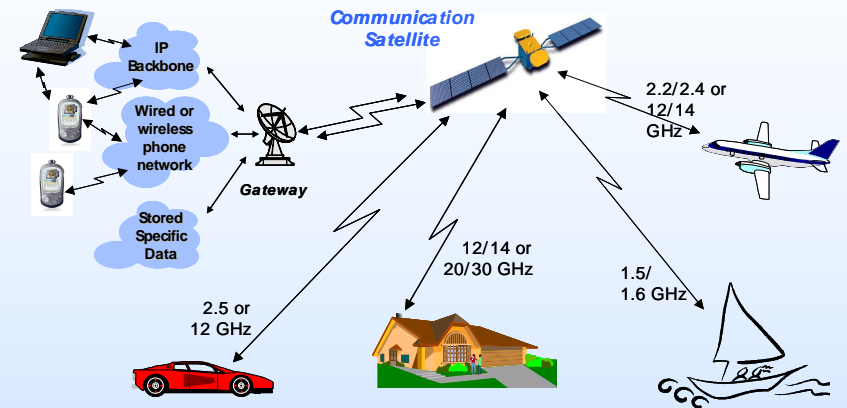 Communication
Satellite
IP
Backbone
Wired or
wireless
phone
network
Gateway
Stored
Specific
Data
2.2/2.4 or
12/14
GHz
12/14 or
20/30 GHz
1.5/
1.6 GHz
2.5 or
12 GHz